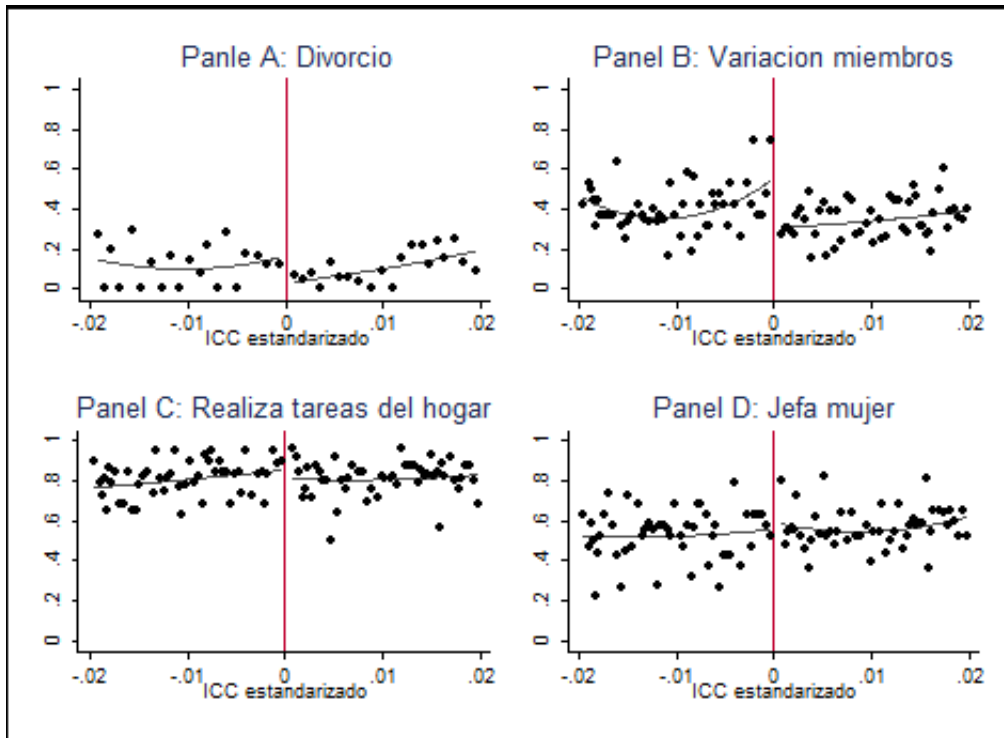 Panle A: Divorcio
1
.8
.6
.4
.2
0
-.02 -.01 0 .01 .02
ICC estandarizado
Panel B: Variacion miembros
1
.8
.6
.4
.2
0
-.02 -.01 0 .01 .02
ICC estandarizado
Panel C: Realiza tareas del hogar
1
.8
.6
.4
.2
0
-.02 -.01 0 .01 .02
ICC estandarizado
Panel D: Jefa mujer
1
.8
.6
.4
.2
0
-.02 -.01 0 .01 .02
ICC estandarizado